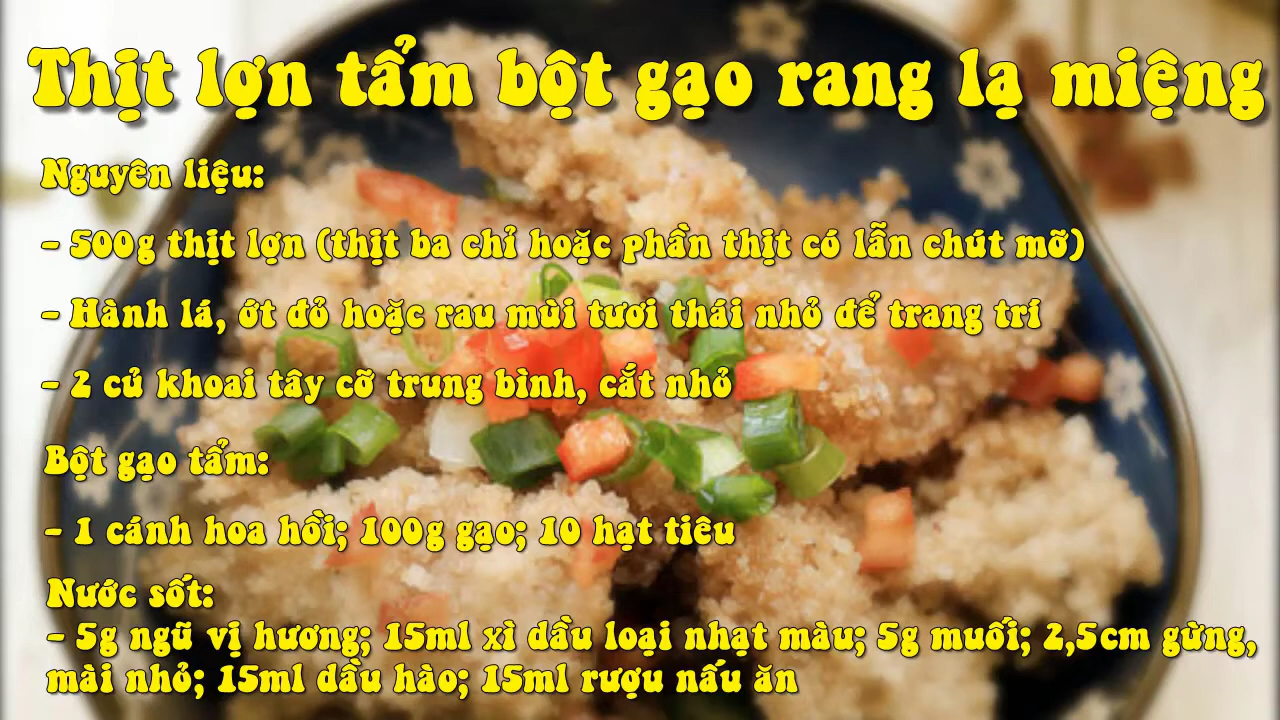 Thịt lợn tẩm bột gạo rang lạ miệng
Nguyên liệu:
- 500g thịt lợn (thịt ba chỉ hoặc phần thịt có lẫn chút mỡ)
- Hành lá, ớt đỏ hoặc rau mùi tươi thái nhỏ để trang trí
- 2 củ khoai tây cỡ trung bình, cắt nhỏ
Bột gạo tẩm:
- 1 cánh hoa hồi; 100g gạo; 10 hạt tiêu
Nước sốt:
- 5g ngũ vị hương; 15ml xì dầu loại nhạt màu; 5g muối; 2,5cm gừng,
mài nhỏ; 15ml dầu hào; 15ml rượu nấu ăn